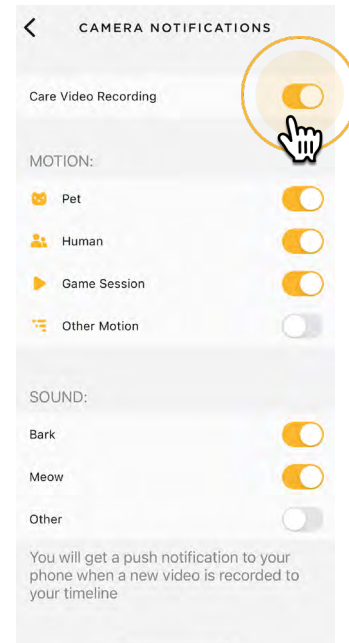 CAMERA NOTIFICATIONS
Care Video Recording
MOTION:
Pet
Human
Game Session
Other Motion
SOUND:
Bark
Meow
Other
You will get a push notification to your
phone when a new video is recorded to
your timeline